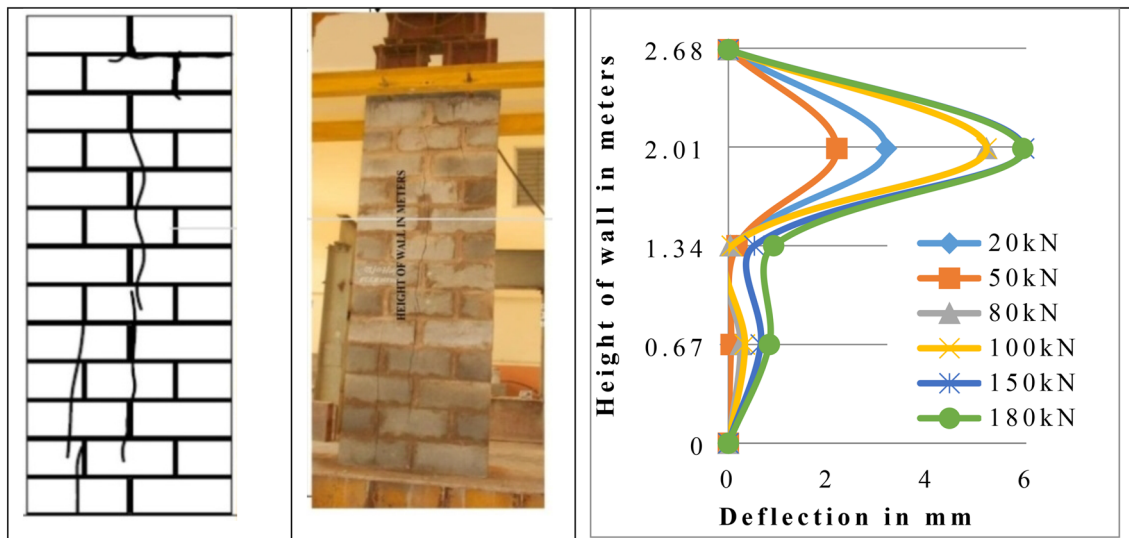 HEIGHT OF WALL IN METERS
Height of wall in meters
2.68
2.01
1.34
0.67
0
0
2
4
6
Deflection in mm
20kN
50kN
80kN
100kN
150kN
180kN